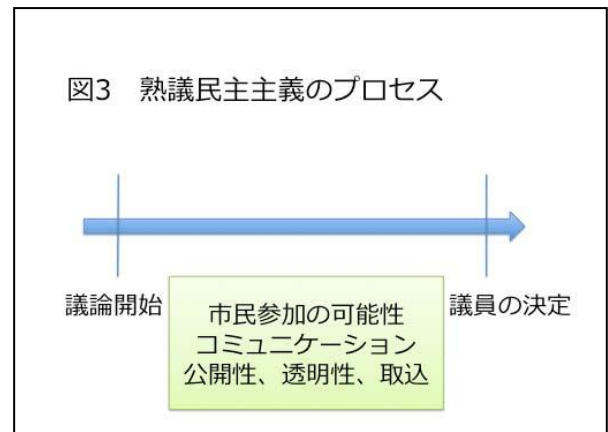 図3　熟議民主主義のプロセス
議論開始
市民参加の可能性
コミュニケーション
公開性、透明性、取込
議員の決定